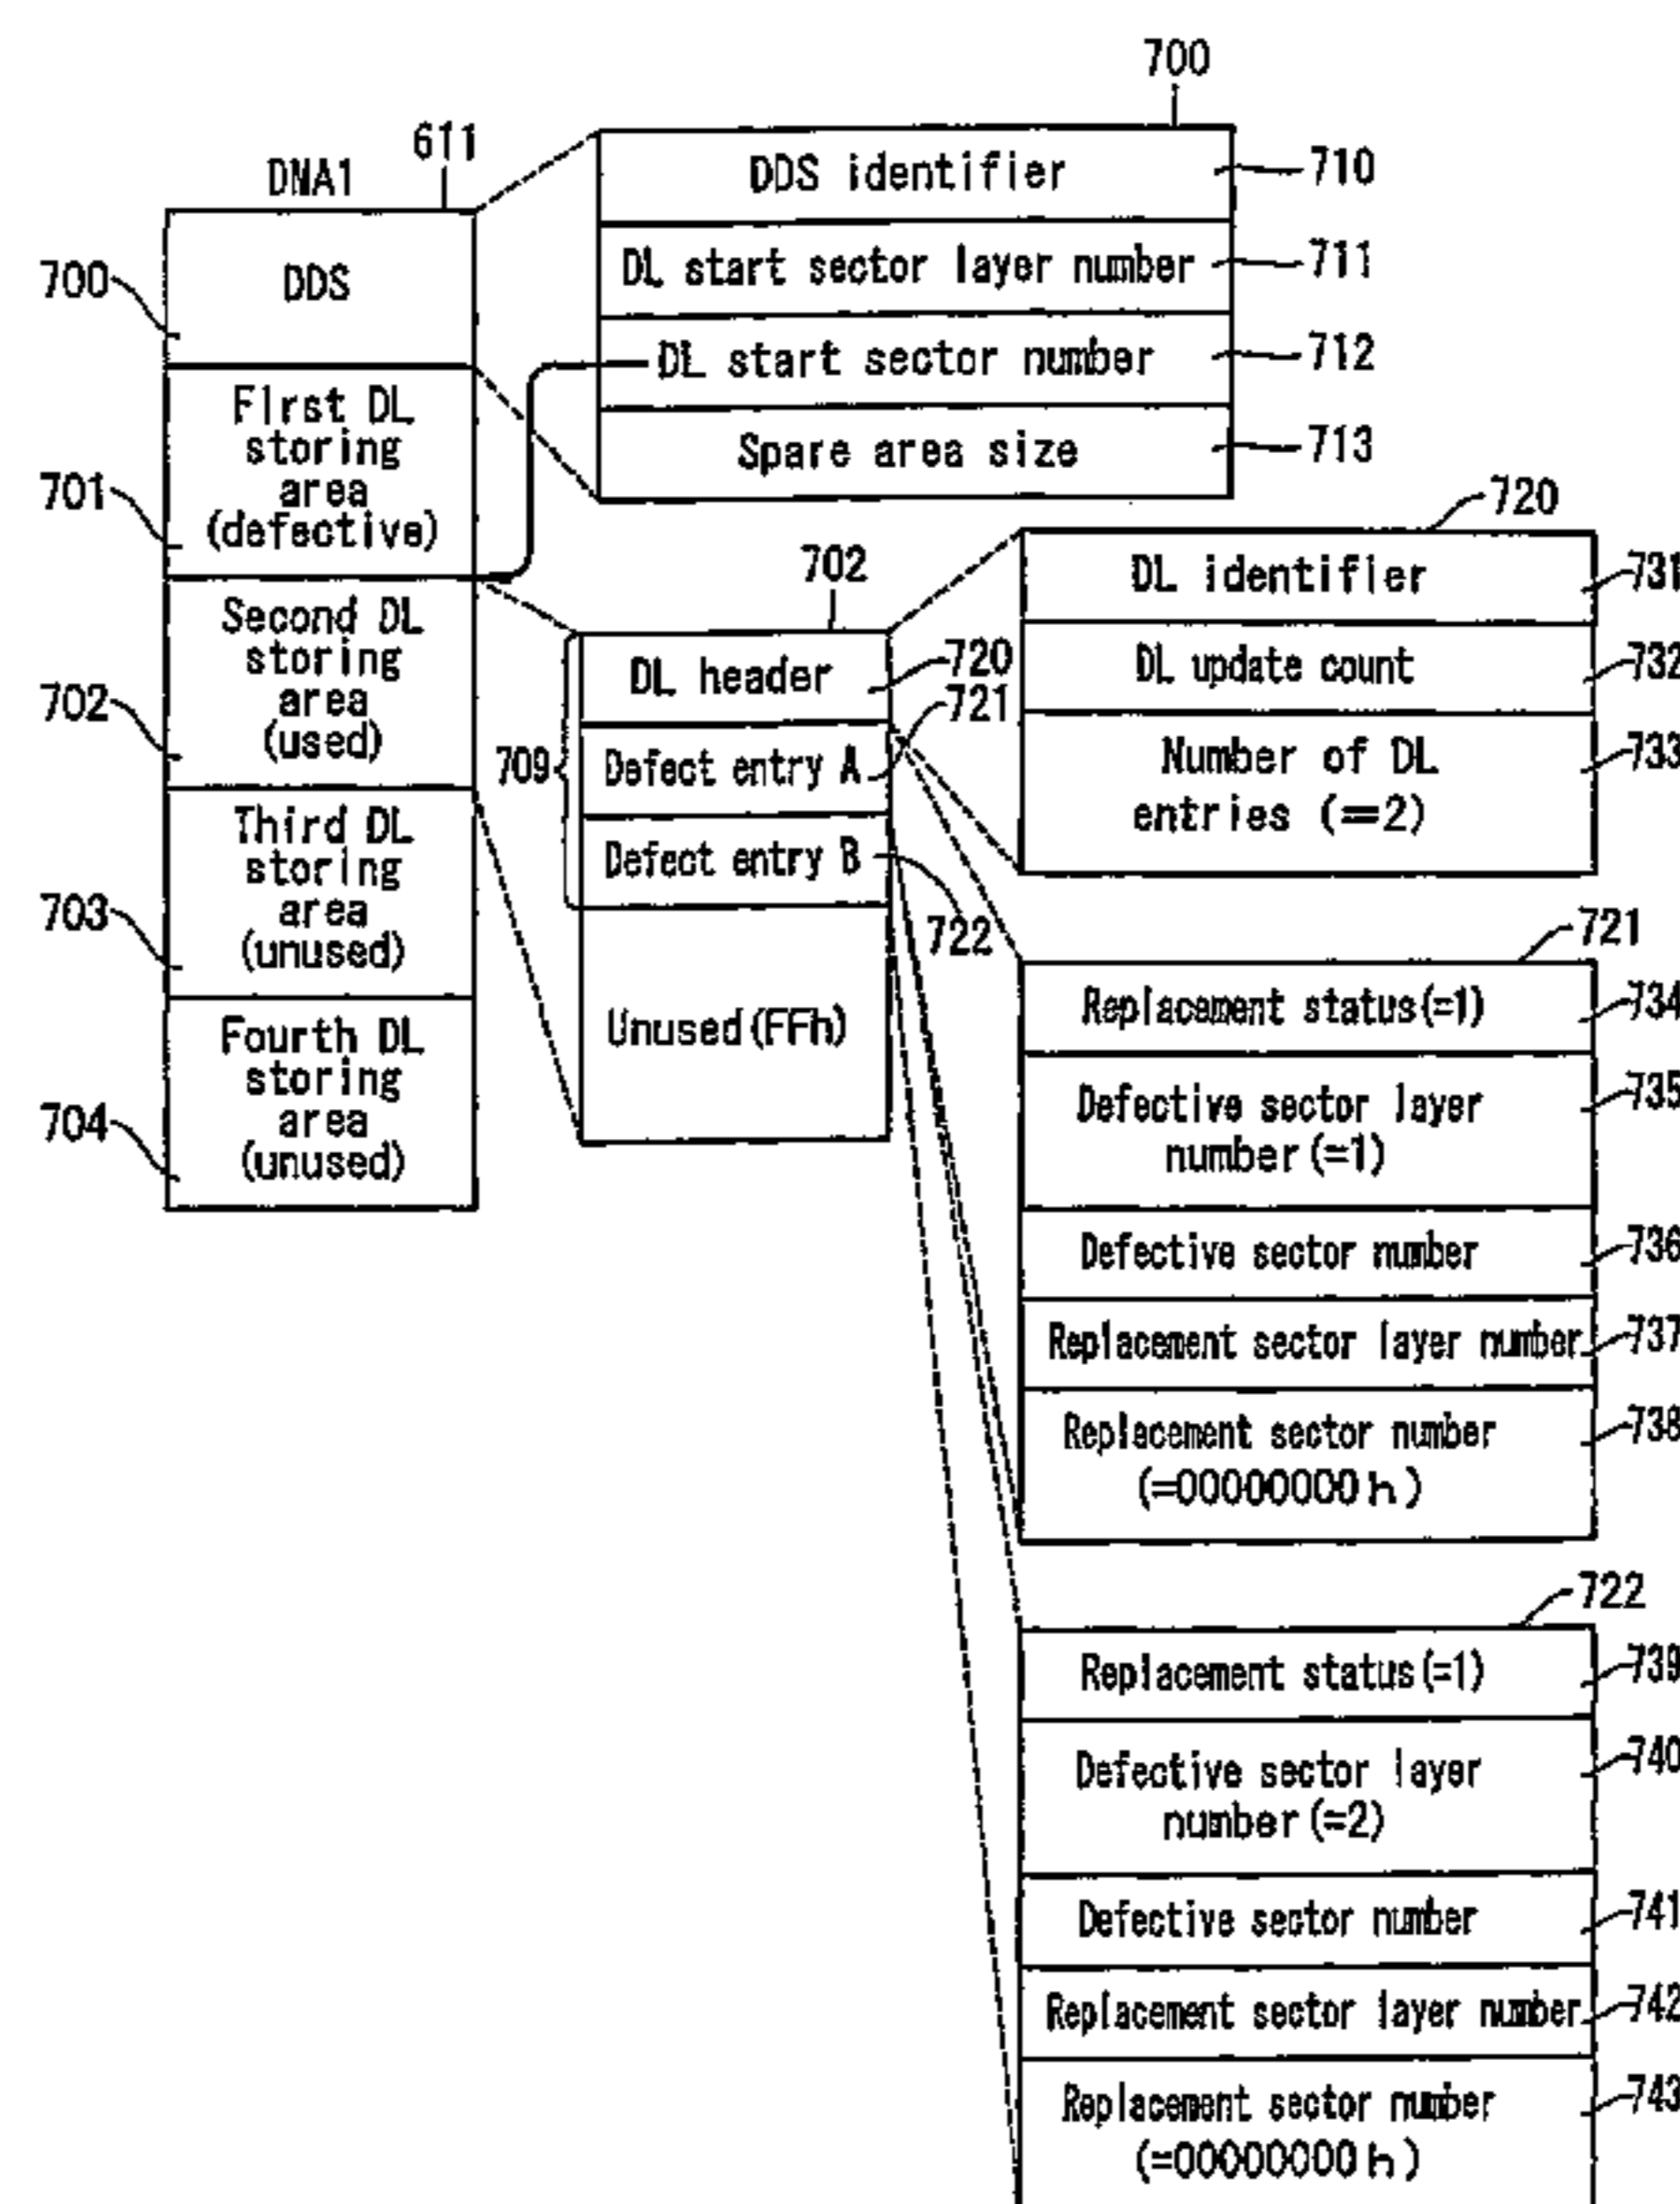 700
DMA1
611
DDS
700
First DL
storing
area
(defective)
701
Second DL
storing
area
(used)
702
Third DL
storing
area
(unused)
703
Fourth DL
storing
area
(unused)
704
DDS identifier
710
DL start sector layer number
711
DL start sector number
712
Spare area size
713
702
709
DL header
720
Defect entry A
721
Defect entry B
722
Unused(FFh)
720
DL identifier
731
DL update count
732
Number of DL
entries (=2)
733
721
Replacement status(=1)
734
Defective sector layer
number(=1)
735
Defective sector number
736
Replacement sector layer number
737
Replacement sector number
(=00000000h)
738
722
Replacement status(=1)
739
Defective sector layer
number(=2)
740
Defective sector number
741
Replacement sector layer number
742
Replacement sector number
(=00000000h)
743